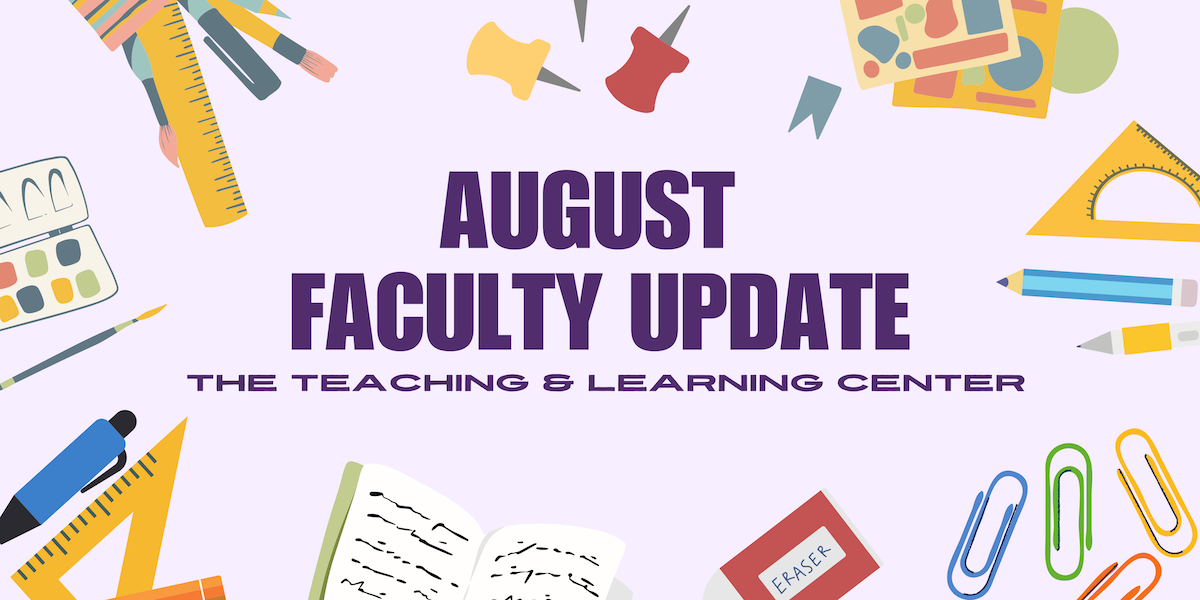 AUGUST
FACULTY UPDATE
THE TEACHING & LEARNING CENTER
ERASER